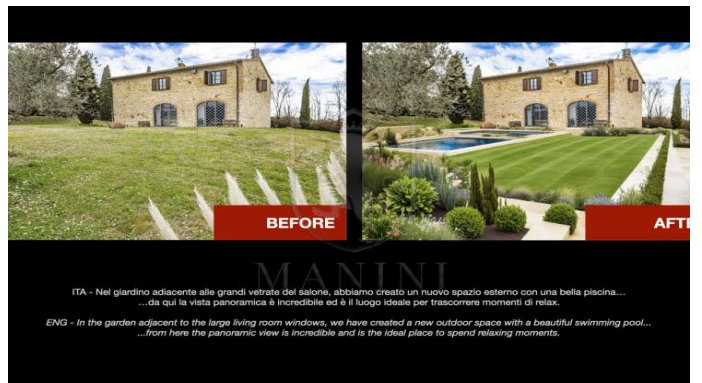 BEFORE
AFTE
MANINI
ITA - Nel giardino adiacente alle grandi vetrate del salone, abbiamo creato un nuovo spazio esterno con una bella piscina...
...da qui la vista panoramica è incredibile ed è il luogo ideale per trascorrere momenti di relax.
ENG - In the garden adjacent to the large living room windows, we have created a new outdoor space with a beautiful swimming pool...
...from here the panoramic view is incredible and is the ideal place to spend relaxing moments.